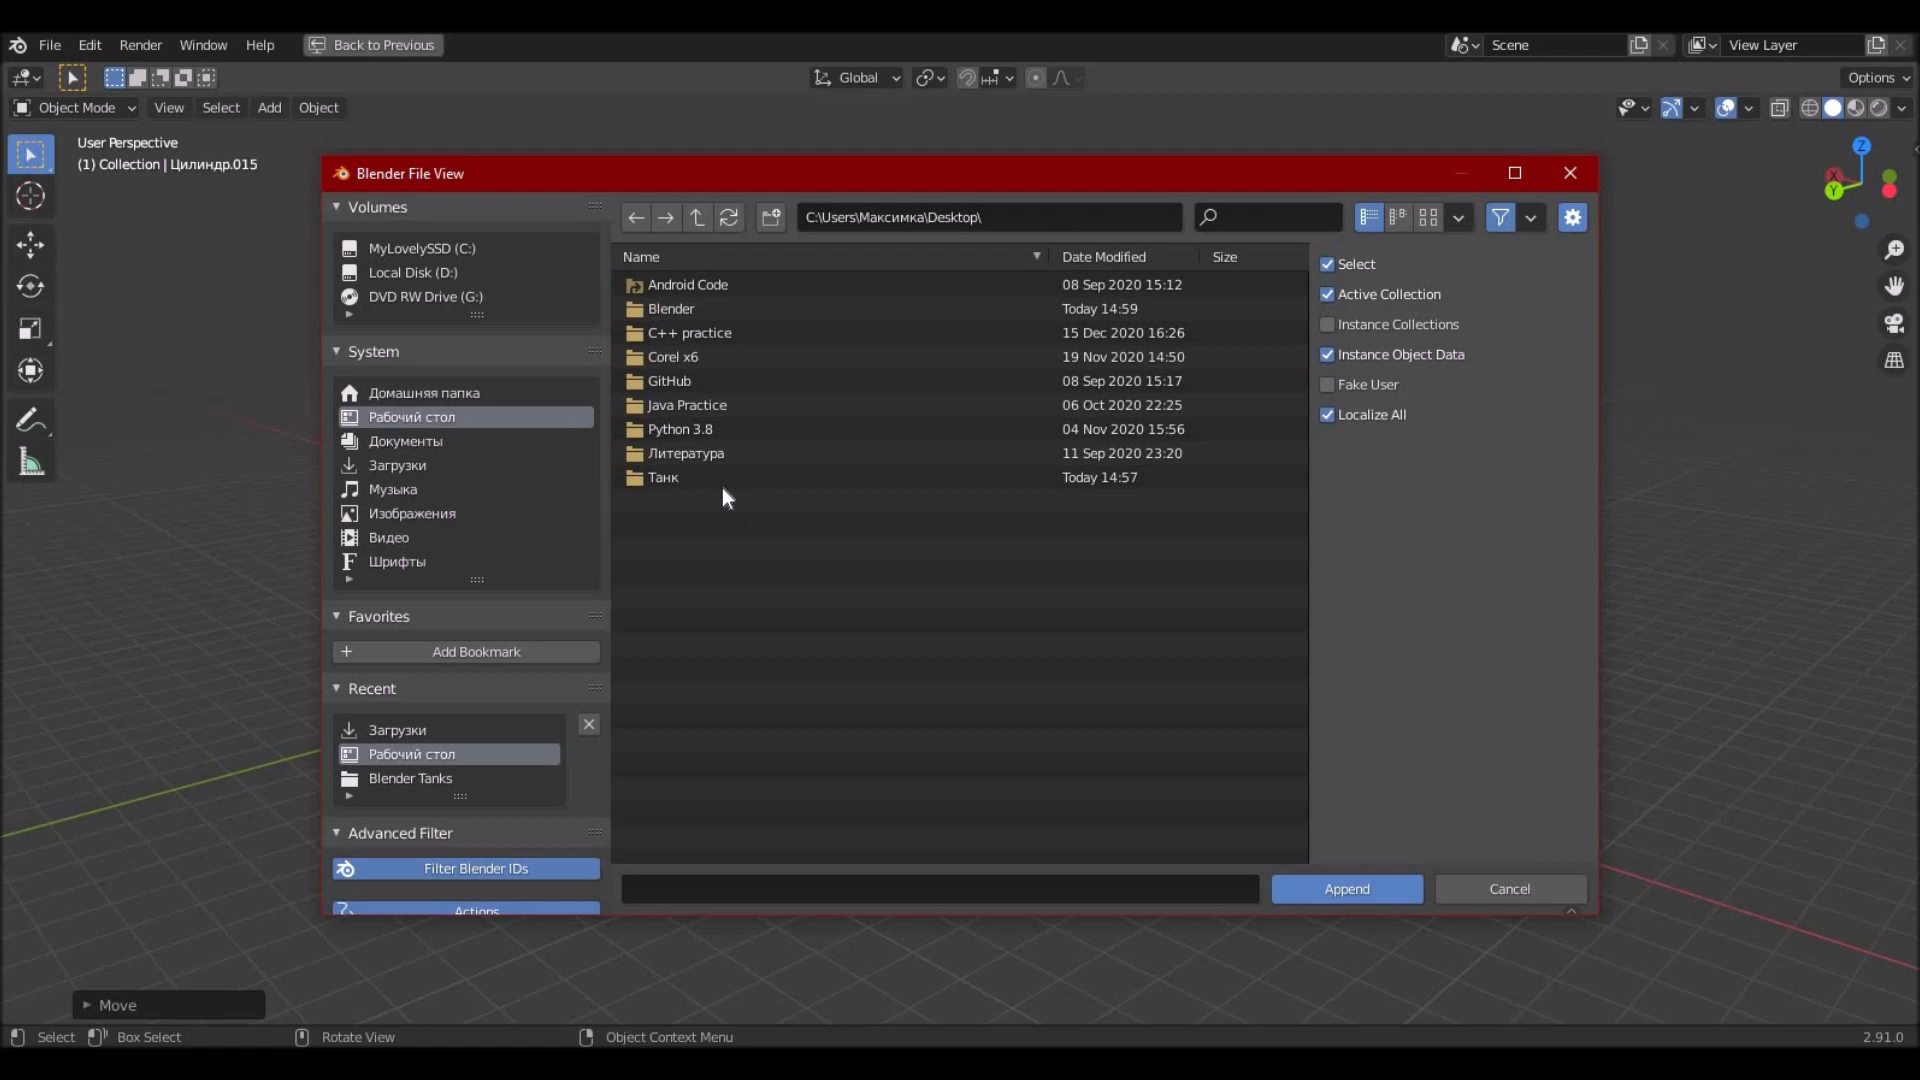 File Edit Render Window Help Back to Previous Scene View Layer
Global Options
Object Mode View Select Add Object
User Perspective
(1) Collection | Цилиндр.015
Z
X
Y
Blender File View
Volumes
MyLovelySSD (C:)
Local Disk (D:)
DVD RW Drive (G:)
System
Домашняя папка
Рабочий стол
Документы
Загрузки
Музыка
Изображения
Видео
Шрифты
Favorites
Add Bookmark
Recent
Загрузки
Рабочий стол
Blender Tanks
Advanced Filter
Filter Blender IDs
Actions
C:\Users\Максимка\Desktop\
Name Date Modified Size
Android Code 08 Sep 2020 15:12
Blender Today 14:59
C++ practice 15 Dec 2020 16:26
Corel x6 19 Nov 2020 14:50
GitHub 08 Sep 2020 15:17
Java Practice 06 Oct 2020 22:25
Python 3.8 04 Nov 2020 15:56
Литература 11 Sep 2020 23:20
Танк Today 14:57
Select
Active Collection
Instance Collections
Instance Object Data
Fake User
Localize All
Append Cancel
Move
Select Box Select Rotate View Object Context Menu 2.91.0